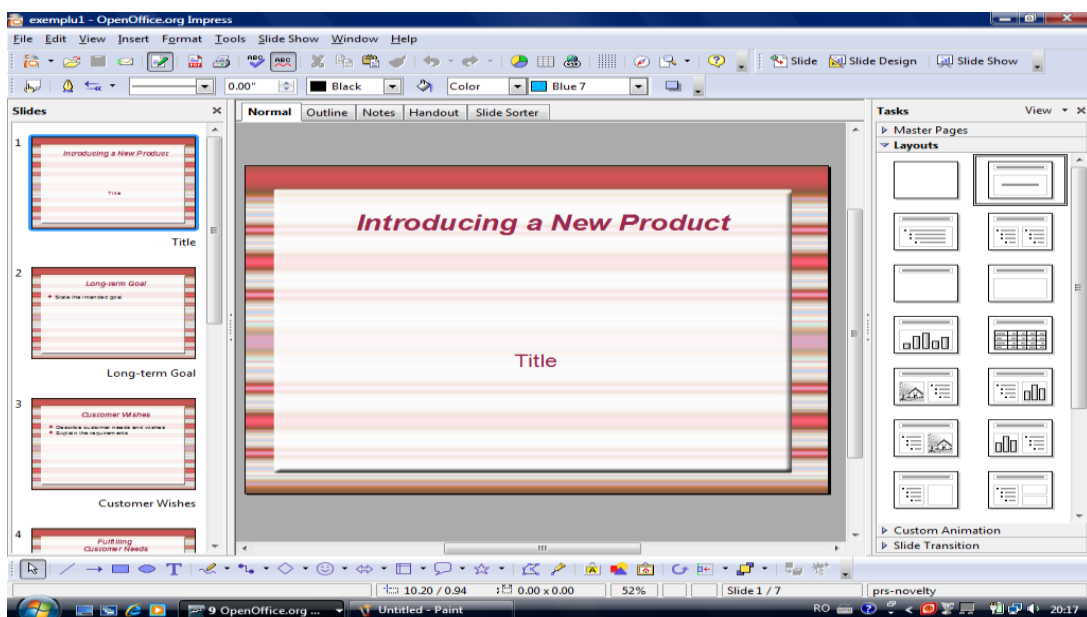 exemplu1 - OpenOffice.org Impress
File Edit View Insert Format Tools Slide Show Window Help
Slide Slide Design Slide Show
0.00" Black Color Blue 7
Slides
Normal Outline Notes Handout Slide Sorter
Tasks View
Master Pages
Layouts
1
Introducing a New Product
Title
Title
2
Long-term Goal
State the intended goal
Long-term Goal
3
Customer Wishes
Describe customer needs and wishes
Explain the requirements
Customer Wishes
4
Fulfilling
Customer Needs
Introducing a New Product
Title
Custom Animation
Slide Transition
10.20 / 0.94 0.00 x 0.00 52% Slide 1 / 7 prs-novelty
9 OpenOffice.org ... Untitled - Paint RO 20:17